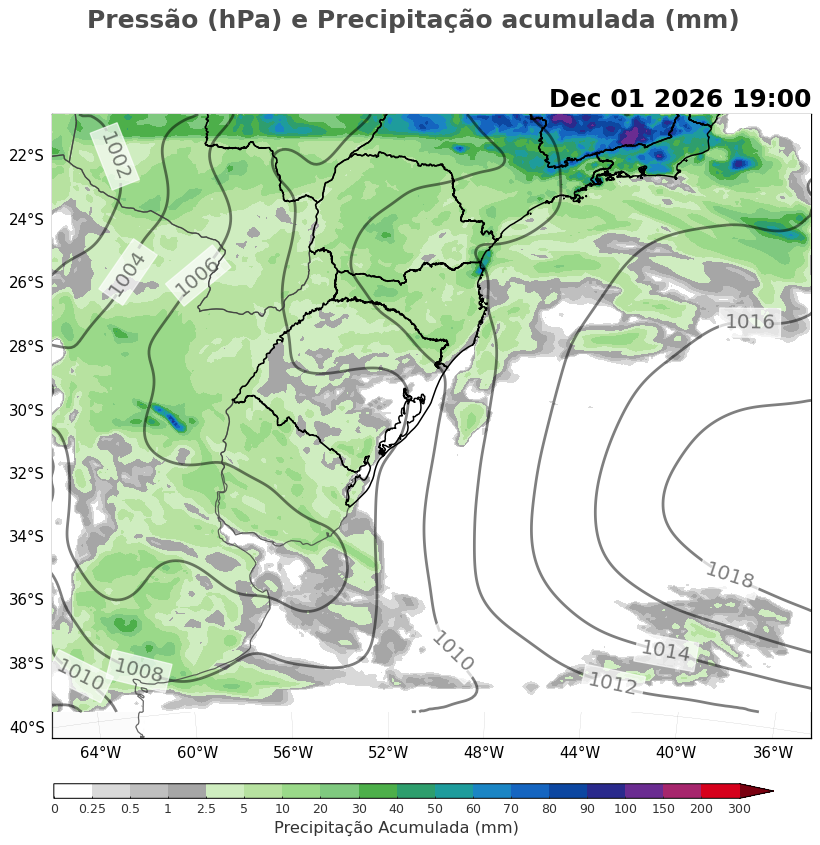 Pressão (hPa) e Precipitação acumulada (mm)
Dec 01 2026 19:00
1002
22°S
24°S
1004
1006
26°S
1016
28°S
30°S
32°S
34°S
1018
36°S
1010
1014
38°S
1010
1008
1012
40°S
64°W 60°W 56°W 52°W 48°W 44°W 40°W 36°W
0 0.25 0.5 1 2.5 5 10 20 30 40 50 60 70 80 90 100 150 200 300
Precipitação Acumulada (mm)